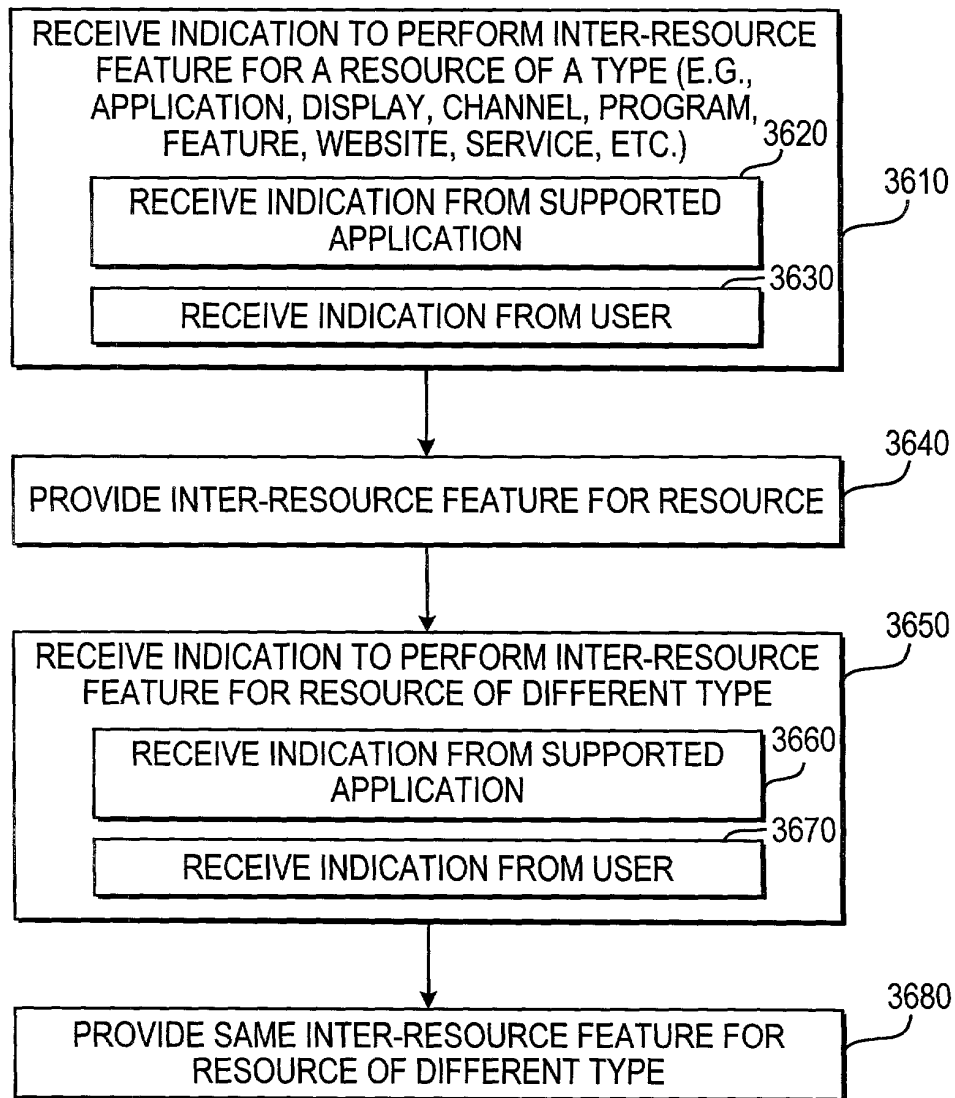 RECEIVE INDICATION TO PERFORM INTER-RESOURCE
FEATURE FOR A RESOURCE OF A TYPE (E.G.,
APPLICATION, DISPLAY, CHANNEL, PROGRAM,
FEATURE, WEBSITE, SERVICE, ETC.)
3620
3610
RECEIVE INDICATION FROM SUPPORTED
APPLICATION
3630
RECEIVE INDICATION FROM USER
3640
PROVIDE INTER-RESOURCE FEATURE FOR RESOURCE
3650
RECEIVE INDICATION TO PERFORM INTER-RESOURCE
FEATURE FOR RESOURCE OF DIFFERENT TYPE
3660
RECEIVE INDICATION FROM SUPPORTED
APPLICATION
3670
RECEIVE INDICATION FROM USER
3680
PROVIDE SAME INTER-RESOURCE FEATURE FOR
RESOURCE OF DIFFERENT TYPE